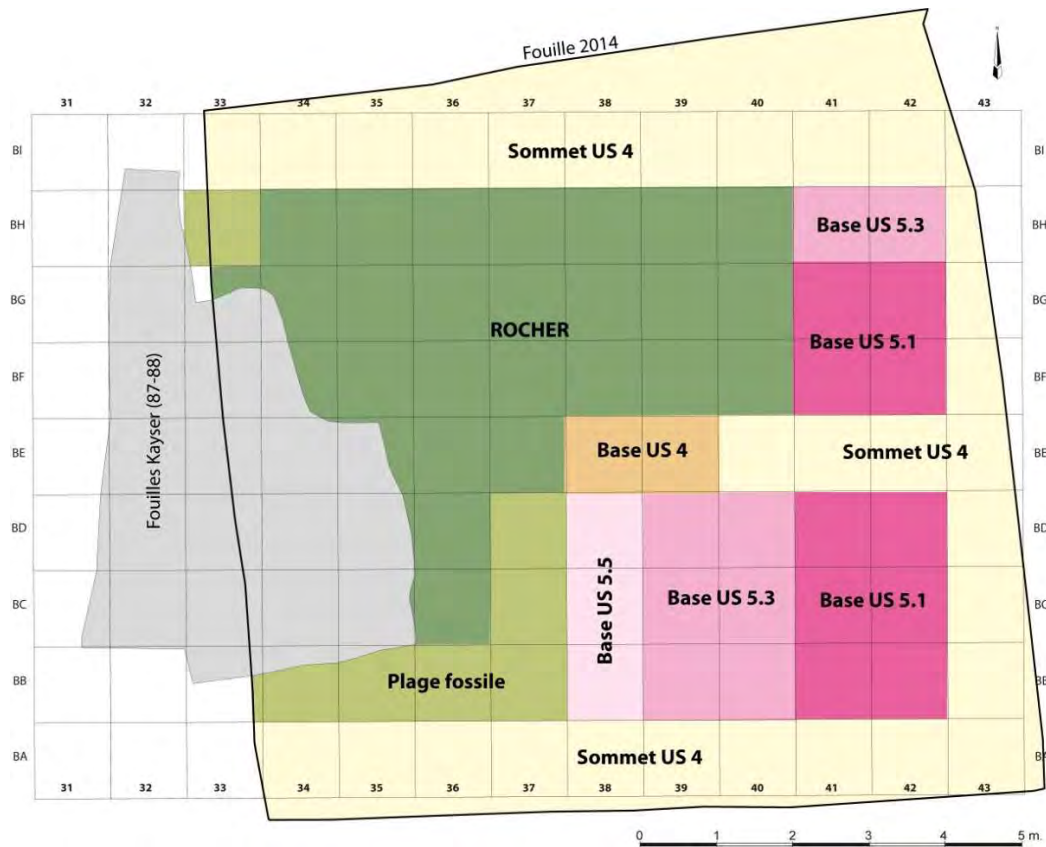 Fouille 2014
31 32 33 34 35 36 37 38 39 40 41 42 43
BI Sommet US 4 BI
BH Base US 5.3 BH
BG BG
ROCHER Base US 5.1
BF BF
Fouilles Kayser (87-88)
BE Base US 4 Sommet US 4 BE
BD BD
Base US 5.5
BC Base US 5.3 Base US 5.1 BC
BB Plage fossile BB
BA Sommet US 4 BA
31 32 33 34 35 36 37 38 39 40 41 42 43
0 1 2 3 4 5 m.